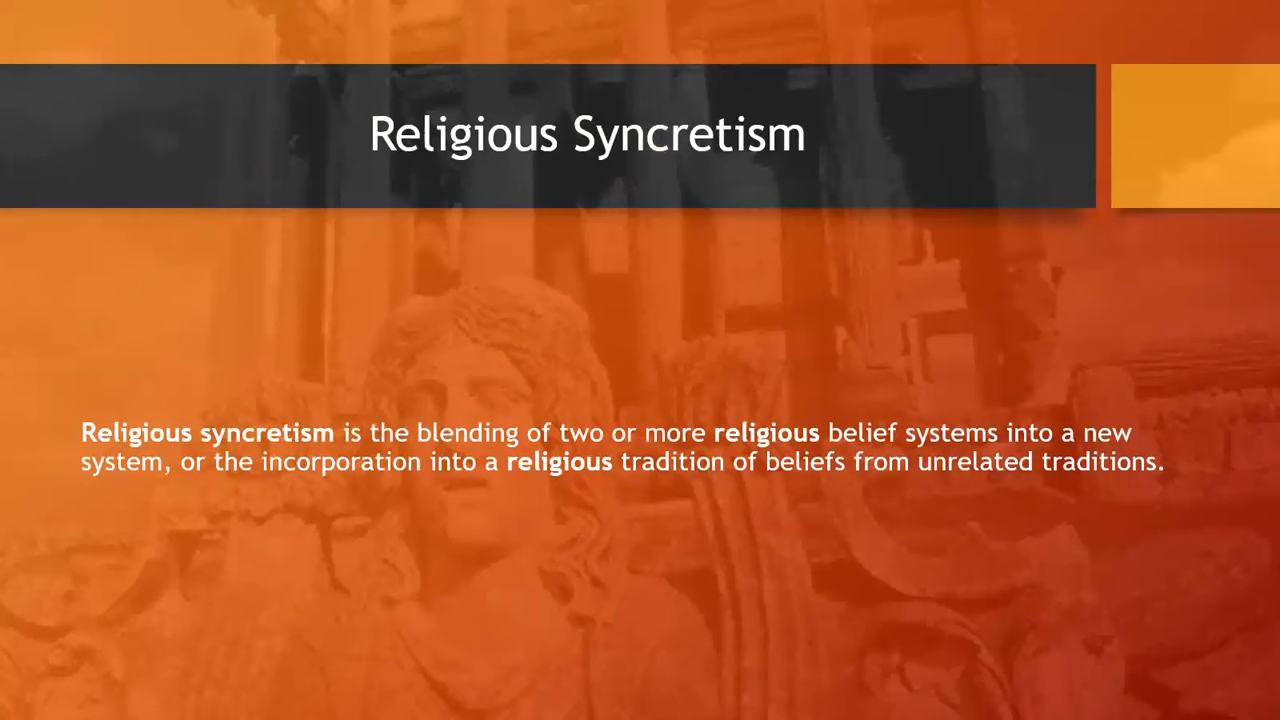 Religious Syncretism
Religious syncretism is the blending of two or more religious belief systems into a new
system, or the incorporation into a religious tradition of beliefs from unrelated traditions.